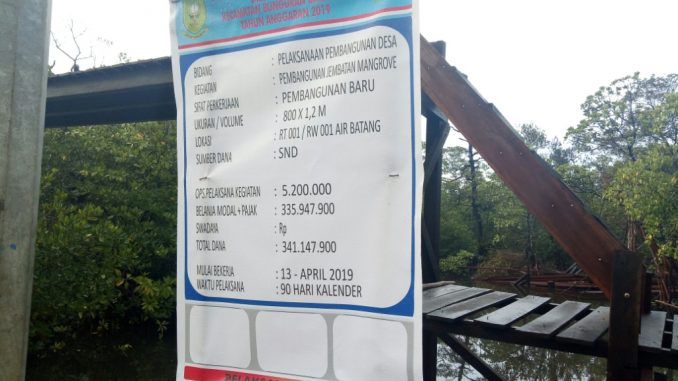 KECAMATAN BUNGURAN
TAHUN ANGGARAN 2019
BIDANG : PELAKSANAAN PEMBANGUNAN DESA
KEGIATAN : PEMBANGUNAN JEMBATAN MANGROVE
SIFAT PERKERJAAN : PEMBANGUNAN BARU
UKURAN / VOLUME : 800 X 1,2 M
LOKASI : RT 001 / RW 001 AIR BATANG
SUMBER DANA : SND
OPS.PELAKSANA KEGIATAN : 5.200.000
BELANJA MODAL + PAJAK : 335.947.900
SWADAYA : Rp
TOTAL DANA : 341.147.900
MULAI BEKERJA : 13 - APRIL 2019
WAKTU PELAKSANA : 90 HARI KALENDER